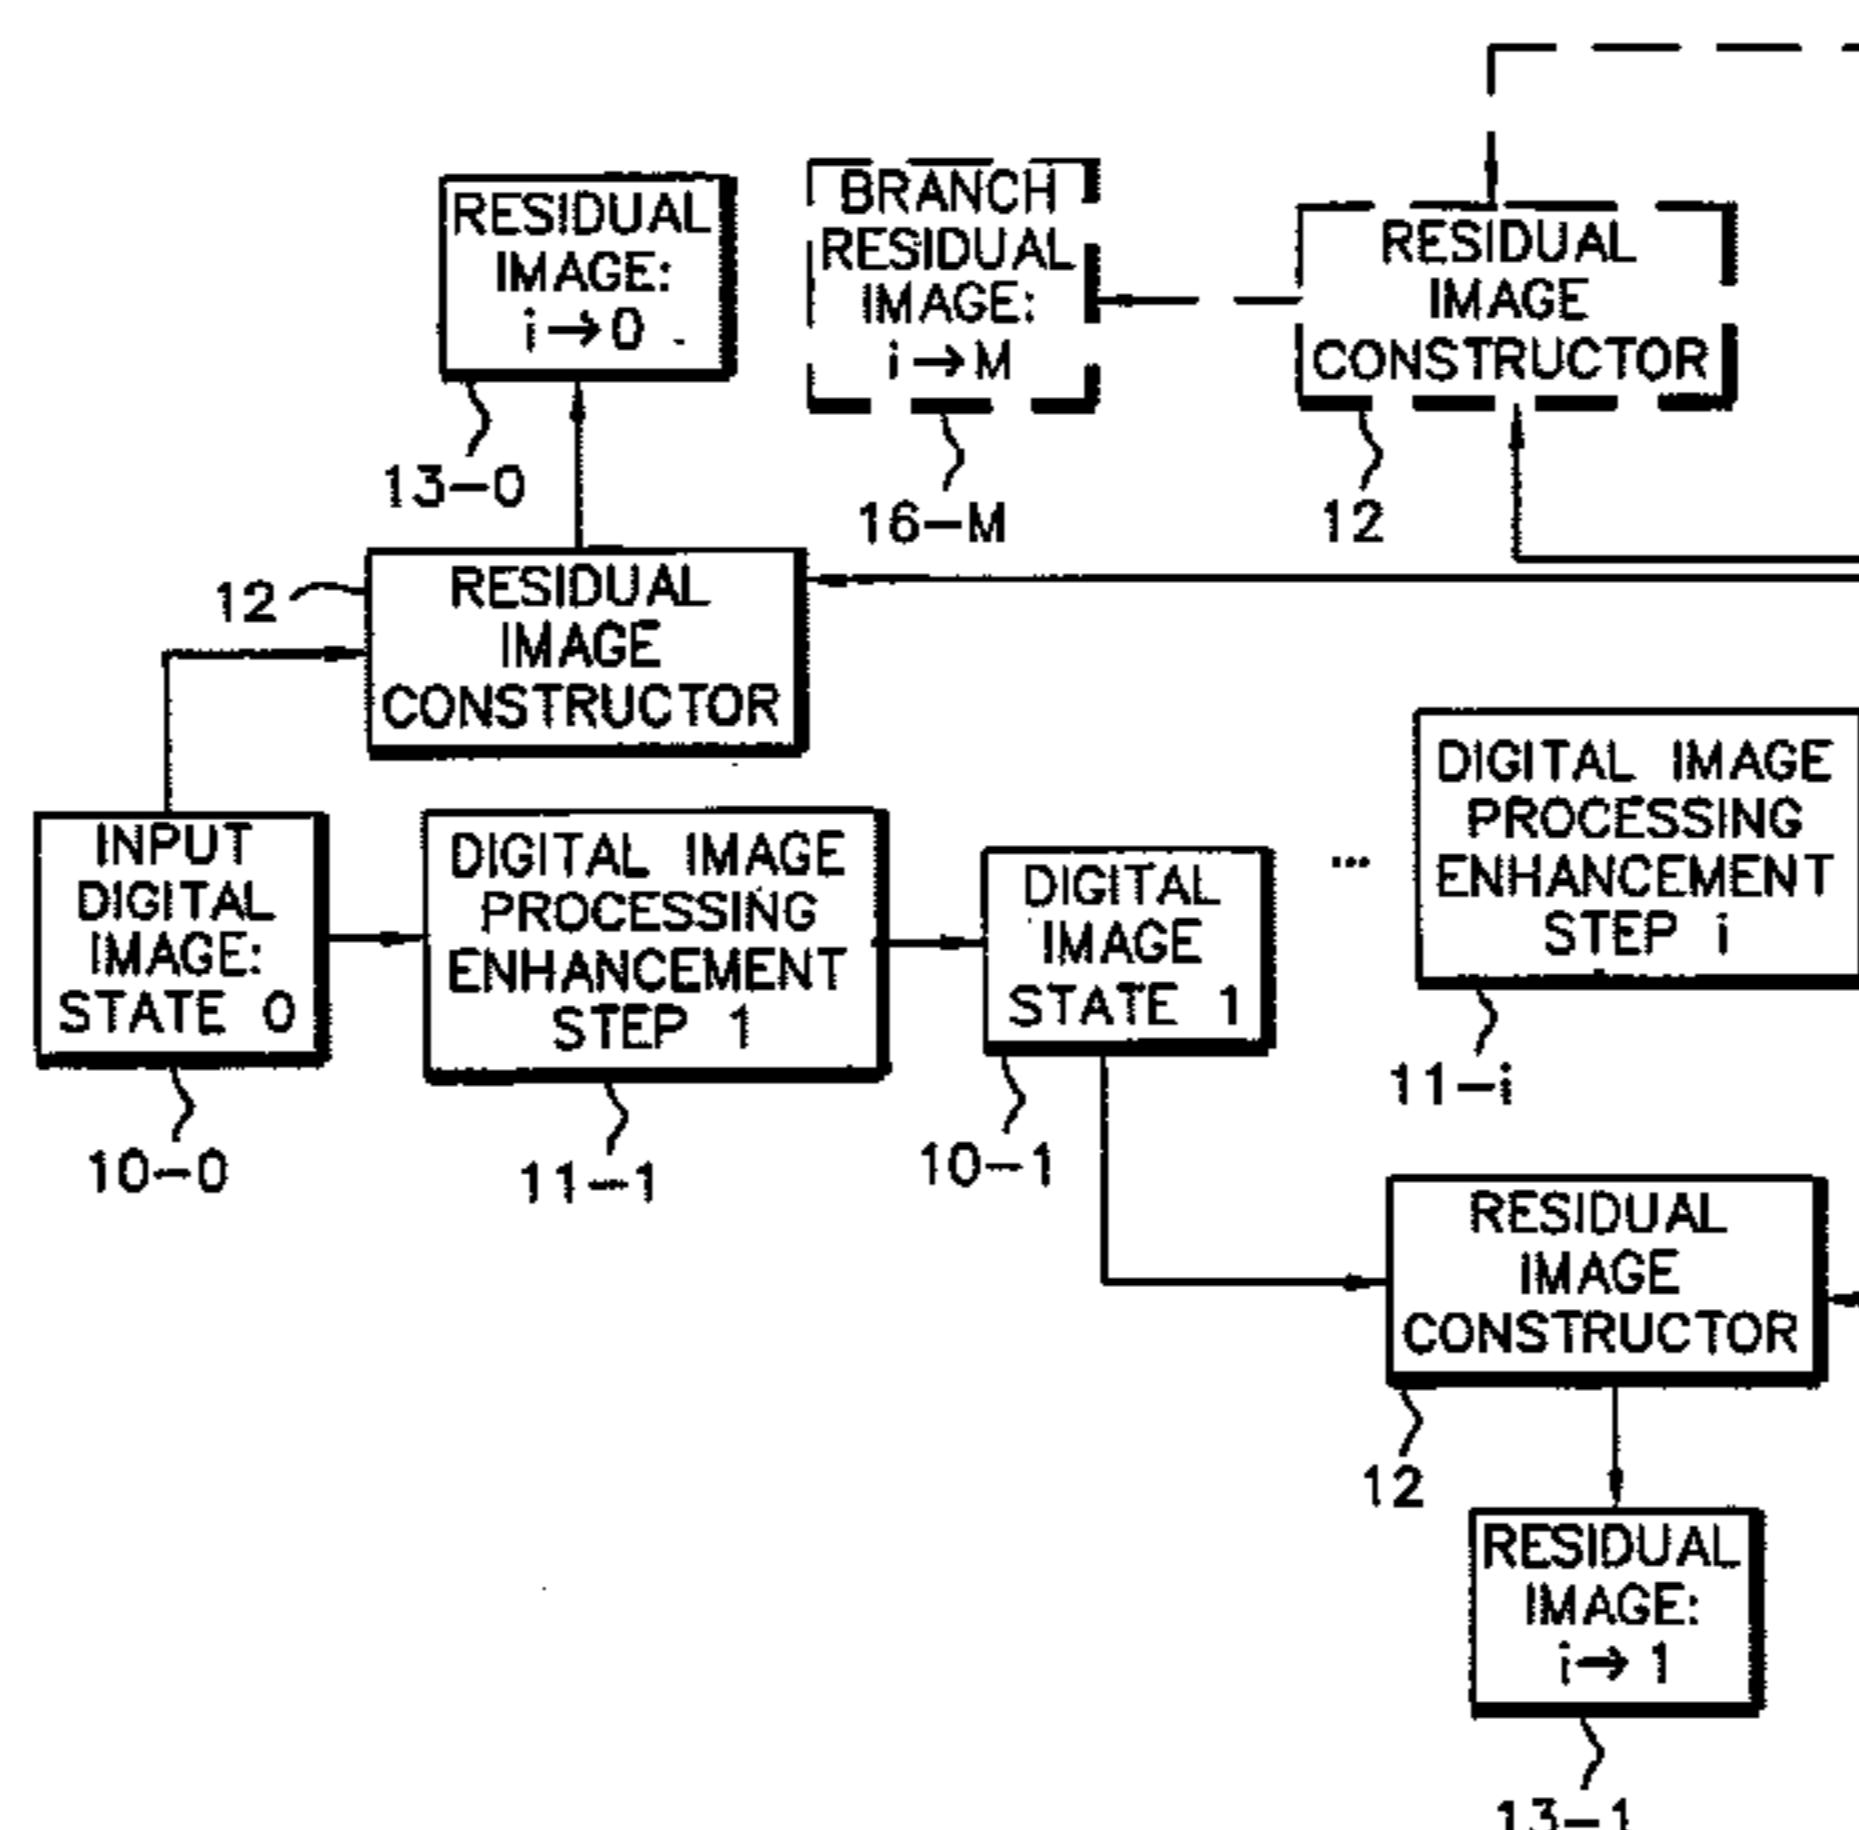 RESIDUAL
IMAGE:
i→0
13-0
BRANCH
RESIDUAL
IMAGE:
i→M
16-M
RESIDUAL
IMAGE
CONSTRUCTOR
12
12
RESIDUAL
IMAGE
CONSTRUCTOR
INPUT
DIGITAL
IMAGE:
STATE 0
10-0
DIGITAL IMAGE
PROCESSING
ENHANCEMENT
STEP 1
11-1
DIGITAL
IMAGE
STATE 1
10-1
...
DIGITAL IMAGE
PROCESSING
ENHANCEMENT
STEP i
11-i
RESIDUAL
IMAGE
CONSTRUCTOR
12
RESIDUAL
IMAGE:
i→1
13-1